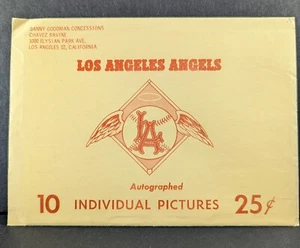 DANNY GOODMAN CONCESSIONS
CHAVEZ RAVINE
1000 ELYSIAN PARK AVE.
LOS ANGELES 12, CALIFORNIA
LOS ANGELES ANGELS
LA
Autographed
10 INDIVIDUAL PICTURES 25¢